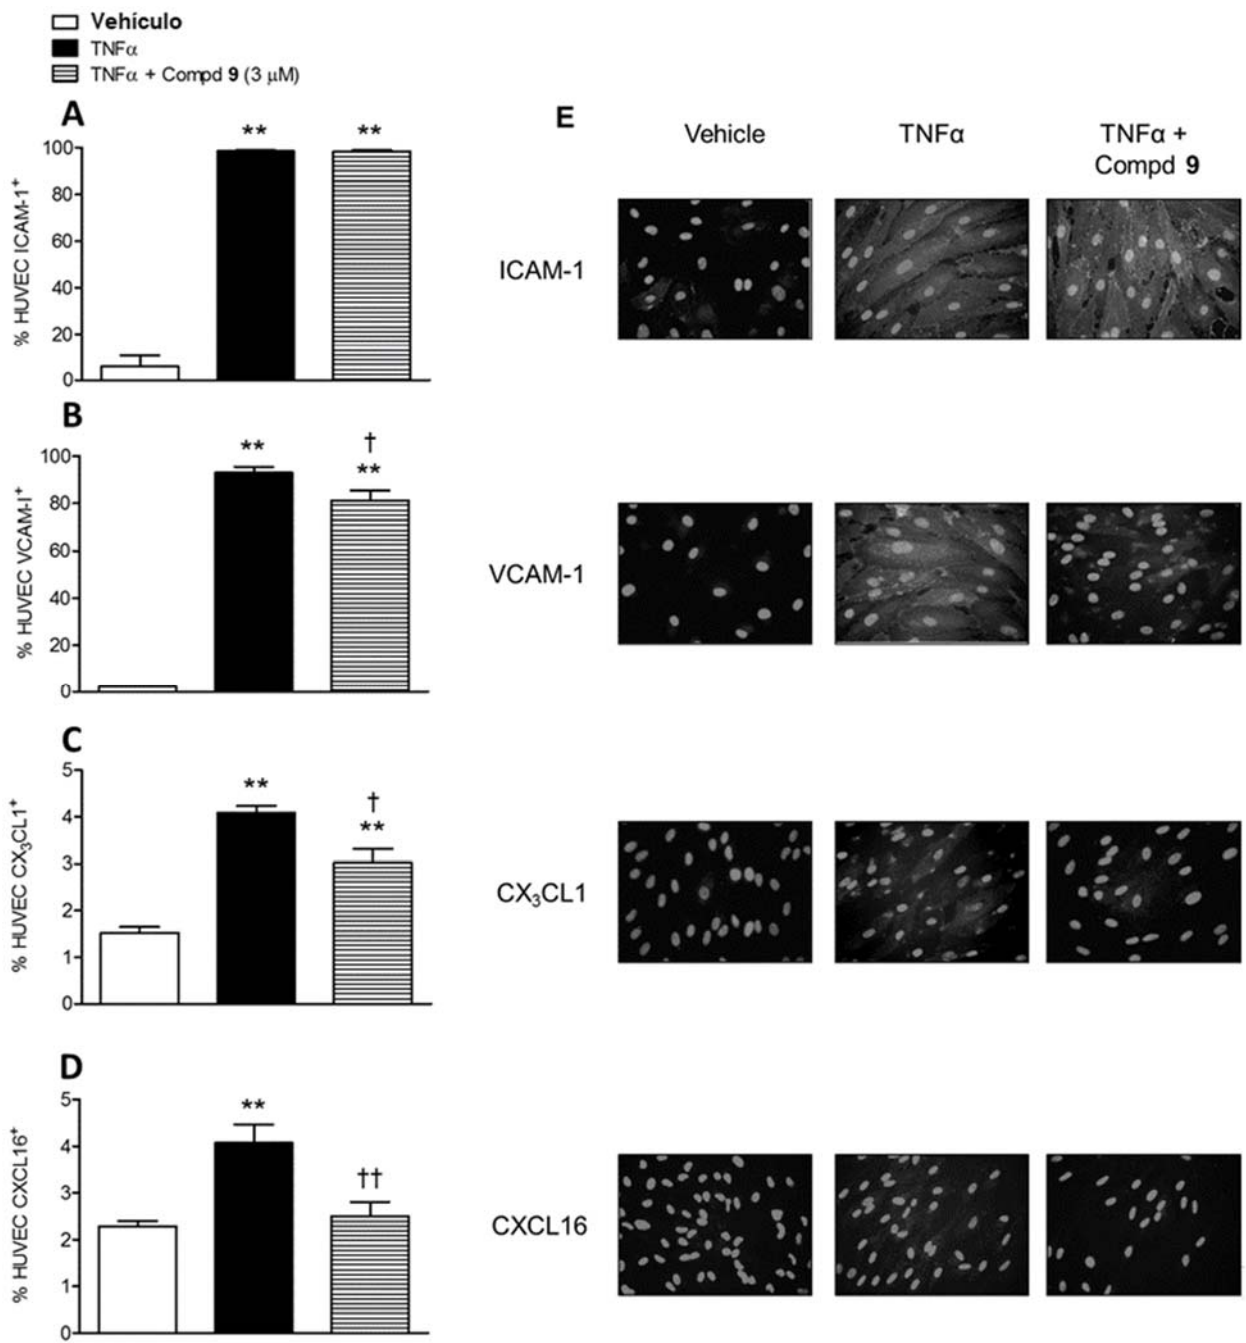 Vehículo
TNFα
TNFα + Compd 9 (3 μM)
A
** **
% HUVEC ICAM-1⁺
100
80
60
40
20
0
B
** † **
% HUVEC VCAM-I⁺
100
80
60
40
20
0
C
** † **
% HUVEC CX₃CL1⁺
5
4
3
2
1
0
D
** ††
% HUVEC CXCL16⁺
5
4
3
2
1
0
E
Vehicle
TNFα
TNFα +
Compd 9
ICAM-1
VCAM-1
CX₃CL1
CXCL16